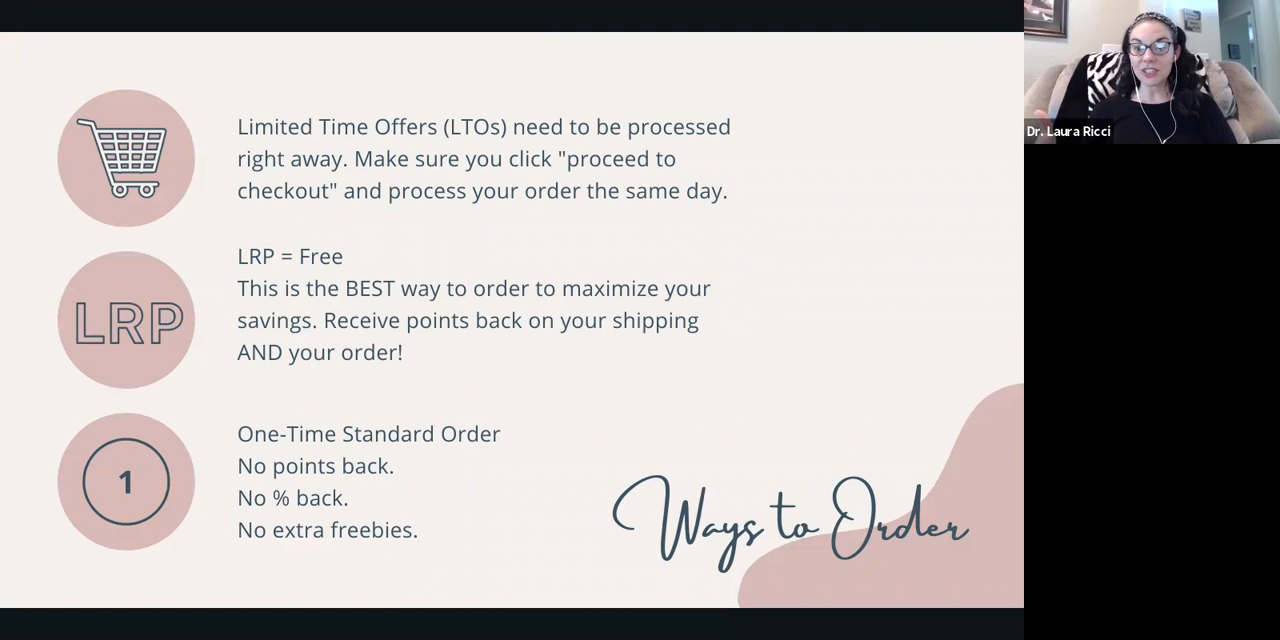 Limited Time Offers (LTOs) need to be processed
right away. Make sure you click "proceed to
checkout" and process your order the same day.
LRP
LRP = Free
This is the BEST way to order to maximize your
savings. Receive points back on your shipping
AND your order!
1
One-Time Standard Order
No points back.
No % back.
No extra freebies.
Ways to Order
Dr. Laura Ricci